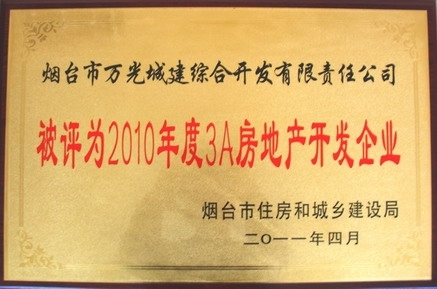 烟台市万光城建综合开发有限责任公司
被评为2010年度3A房地产开发企业
烟台市住房和城乡建设局
二〇一一年四月